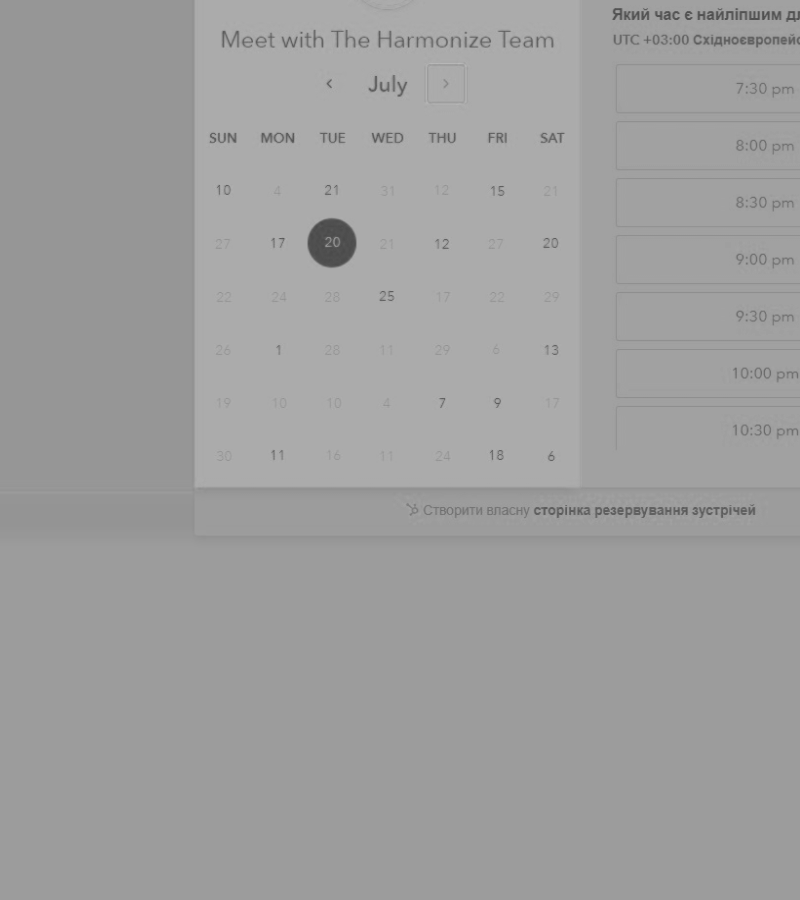 Meet with The Harmonize Team
July
SUN MON TUE WED THU FRI SAT
10 4 21 31 12 15 21
27 17 20 21 12 27 20
22 24 28 25 17 22 29
26 1 28 11 29 6 13
19 10 10 4 7 9 17
30 11 16 11 24 18 6
Який час є найліпшим
UTC +03:00
7:30 pm
8:00 pm
8:30 pm
9:00 pm
9:30 pm
10:00 pm
10:30 pm
Створити власну сторінка резервування зустрічей